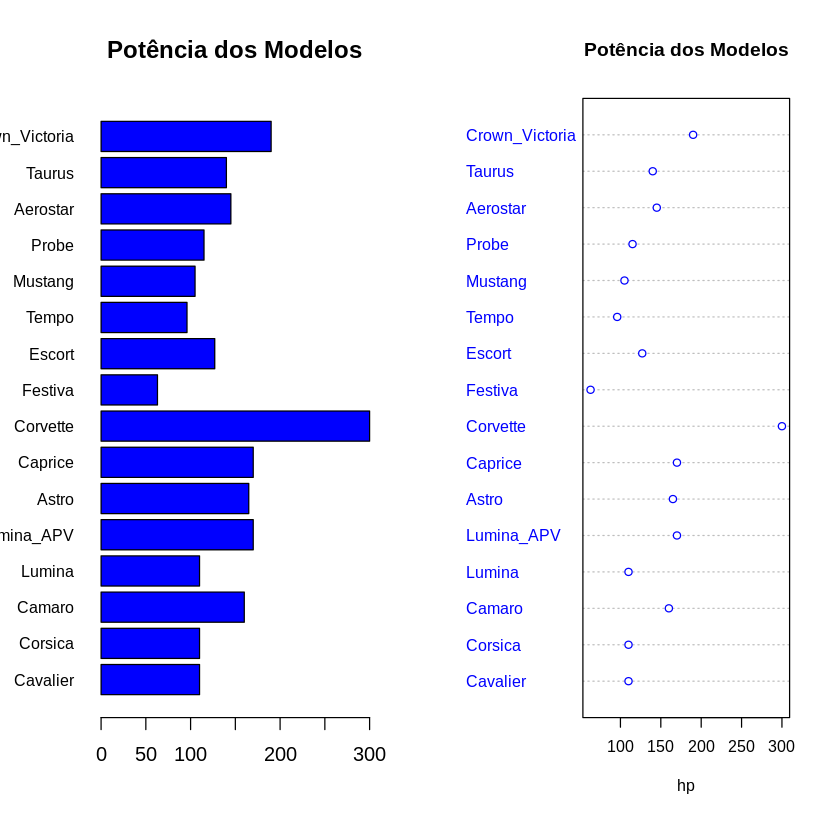 Potência dos Modelos
n_Victoria
Taurus
Aerostar
Probe
Mustang
Tempo
Escort
Festiva
Corvette
Caprice
Astro
mina_APV
Lumina
Camaro
Corsica
Cavalier
0 50 100 200 300
Potência dos Modelos
Crown_Victoria
Taurus
Aerostar
Probe
Mustang
Tempo
Escort
Festiva
Corvette
Caprice
Astro
Lumina_APV
Lumina
Camaro
Corsica
Cavalier
100 150 200 250 300
hp